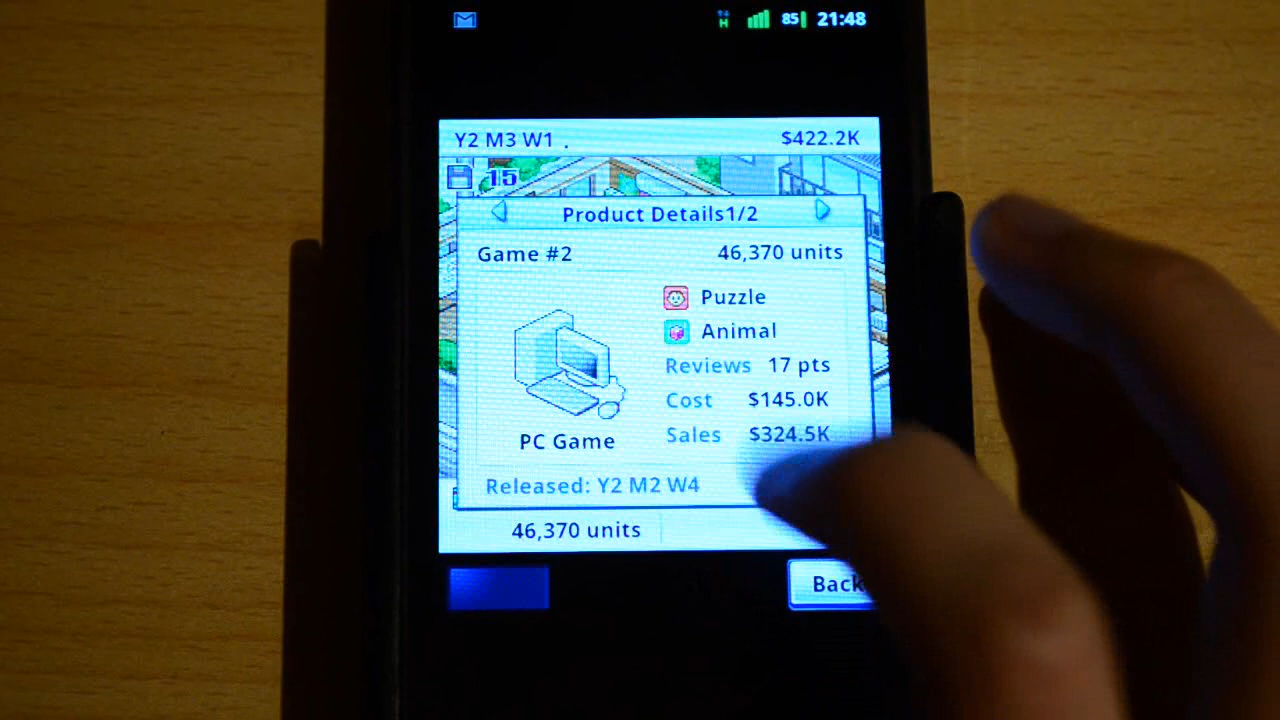 H 85 21:48
Y2 M3 W1 . $422.2K
15
Product Details1/2
Game #2 46,370 units
Puzzle
Animal
Reviews 17 pts
Cost $145.0K
Sales $324.5K
PC Game
Released: Y2 M2 W4
46,370 units
Back